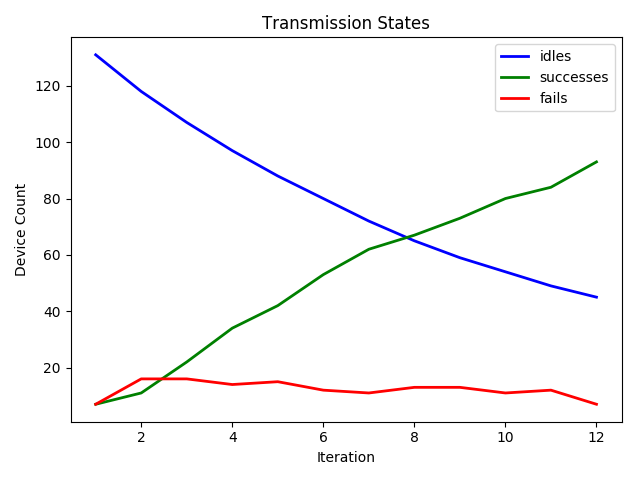 Transmission States
idles
successes
fails
Device Count
120
100
80
60
40
20
2 4 6 8 10 12
Iteration